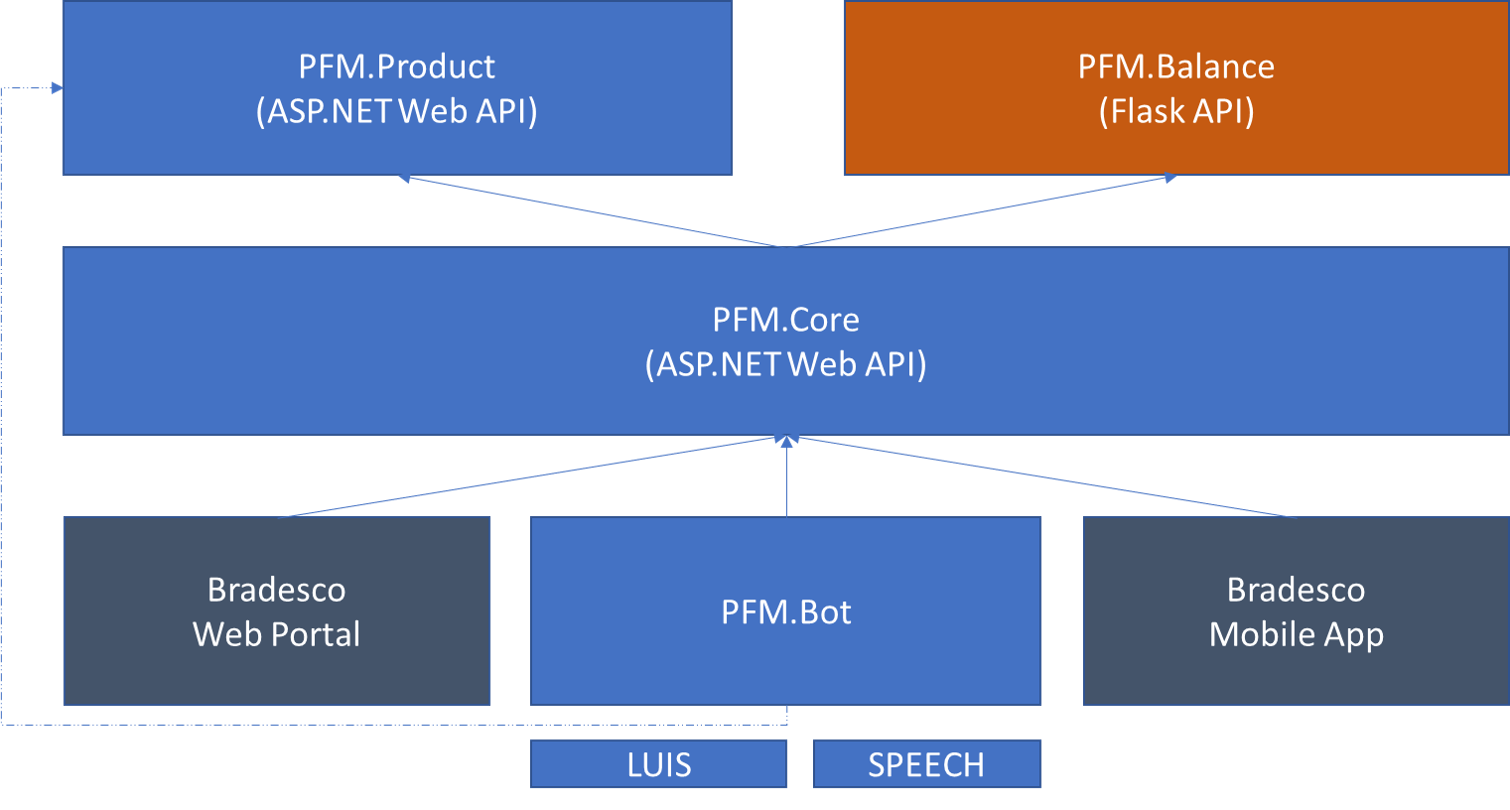 PFM.Product
(ASP.NET Web API)
PFM.Balance
(Flask API)
PFM.Core
(ASP.NET Web API)
Bradesco
Web Portal
PFM.Bot
Bradesco
Mobile App
LUIS
SPEECH